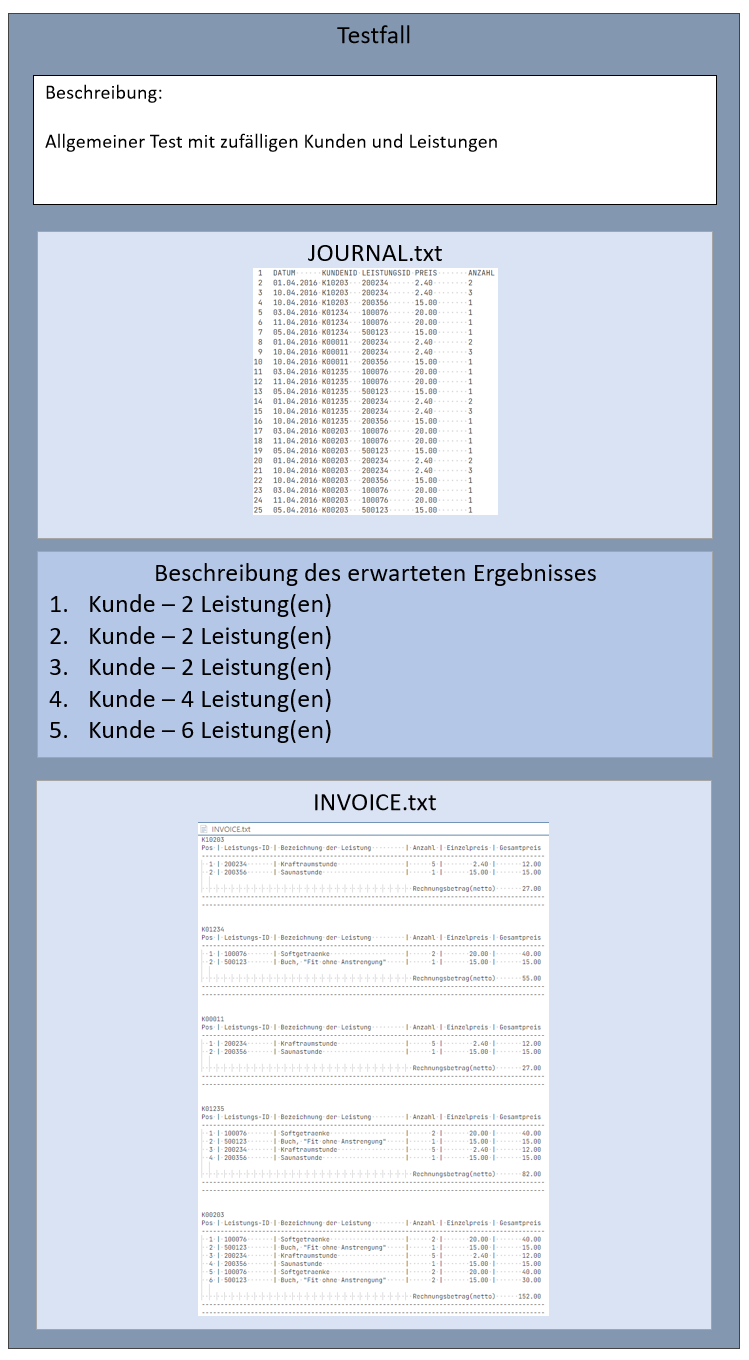 Testfall
Beschreibung:
Allgemeiner Test mit zufälligen Kunden und Leistungen
JOURNAL.txt
1 DATUM KUNDENID LEISTUNGSID PREIS ANZAHL
2 01.04.2016 K10203 200234 2.40 2
3 10.04.2016 K10203 200234 2.40 3
4 10.04.2016 K10203 200356 15.00 1
5 03.04.2016 K01234 100076 20.00 1
6 11.04.2016 K01234 100076 20.00 1
7 05.04.2016 K01234 500123 15.00 1
8 01.04.2016 K00011 200234 2.40 2
9 10.04.2016 K00011 200234 2.40 3
10 10.04.2016 K00011 200356 15.00 1
11 03.04.2016 K01235 100076 20.00 1
12 11.04.2016 K01235 100076 20.00 1
13 05.04.2016 K01235 500123 15.00 1
14 01.04.2016 K01235 200234 2.40 2
15 10.04.2016 K01235 200234 2.40 3
16 10.04.2016 K01235 200356 15.00 1
17 03.04.2016 K00203 100076 20.00 1
18 11.04.2016 K00203 100076 20.00 1
19 05.04.2016 K00203 500123 15.00 1
20 01.04.2016 K00203 200234 2.40 2
21 10.04.2016 K00203 200234 2.40 3
22 10.04.2016 K00203 200356 15.00 1
23 03.04.2016 K00203 100076 20.00 1
24 11.04.2016 K00203 100076 20.00 1
25 05.04.2016 K00203 500123 15.00 1
Beschreibung des erwarteten Ergebnisses
1. Kunde – 2 Leistung(en)
2. Kunde – 2 Leistung(en)
3. Kunde – 2 Leistung(en)
4. Kunde – 4 Leistung(en)
5. Kunde – 6 Leistung(en)
INVOICE.txt
INVOICE.txt
K10203
Pos | Leistungs-ID | Bezeichnung der Leistung | Anzahl | Einzelpreis | Gesamtpreis
1 | 200234 | Kraftraumstunde | 5 | 2.40 | 12.00
2 | 200356 | Saunastunde | 1 | 15.00 | 15.00
Rechnungsbetrag(netto) 27.00
K01234
Pos | Leistungs-ID | Bezeichnung der Leistung | Anzahl | Einzelpreis | Gesamtpreis
1 | 100076 | Softgetraenke | 2 | 20.00 | 40.00
2 | 500123 | Buch, "Fit ohne Anstrengung" | 1 | 15.00 | 15.00
Rechnungsbetrag(netto) 55.00
K00011
Pos | Leistungs-ID | Bezeichnung der Leistung | Anzahl | Einzelpreis | Gesamtpreis
1 | 200234 | Kraftraumstunde | 5 | 2.40 | 12.00
2 | 200356 | Saunastunde | 1 | 15.00 | 15.00
Rechnungsbetrag(netto) 27.00
K01235
Pos | Leistungs-ID | Bezeichnung der Leistung | Anzahl | Einzelpreis | Gesamtpreis
1 | 100076 | Softgetraenke | 2 | 20.00 | 40.00
2 | 500123 | Buch, "Fit ohne Anstrengung" | 1 | 15.00 | 15.00
3 | 200234 | Kraftraumstunde | 5 | 2.40 | 12.00
4 | 200356 | Saunastunde | 1 | 15.00 | 15.00
Rechnungsbetrag(netto) 82.00
K00203
Pos | Leistungs-ID | Bezeichnung der Leistung | Anzahl | Einzelpreis | Gesamtpreis
1 | 100076 | Softgetraenke | 2 | 20.00 | 40.00
2 | 500123 | Buch, "Fit ohne Anstrengung" | 1 | 15.00 | 15.00
3 | 200234 | Kraftraumstunde | 5 | 2.40 | 12.00
4 | 200356 | Saunastunde | 1 | 15.00 | 15.00
5 | 100076 | Softgetraenke | 2 | 20.00 | 40.00
6 | 500123 | Buch, "Fit ohne Anstrengung" | 2 | 15.00 | 30.00
Rechnungsbetrag(netto) 152.00